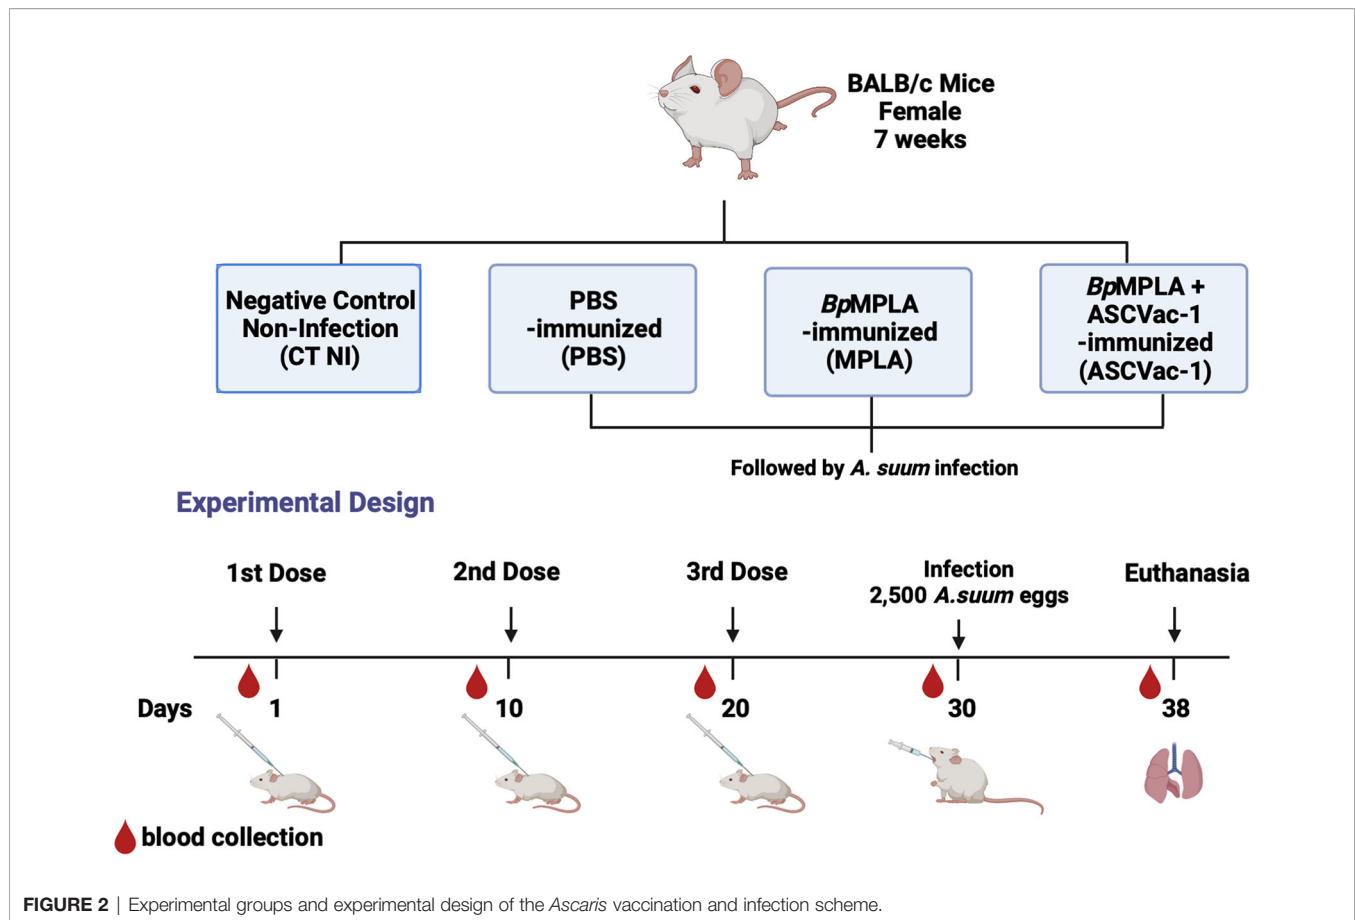 BALB/c Mice
Female
7 weeks
Negative Control
Non-Infection
(CT NI)
PBS
-immunized
(PBS)
BpMPLA
-immunized
(MPLA)
BpMPLA +
ASCVac-1
-immunized
(ASCVac-1)
Followed by A. suum infection
Experimental Design
1st Dose
2nd Dose
3rd Dose
Infection
2,500 A.suum eggs
Euthanasia
Days 1 10 20 30 38
blood collection
FIGURE 2 | Experimental groups and experimental design of the Ascaris vaccination and infection scheme.